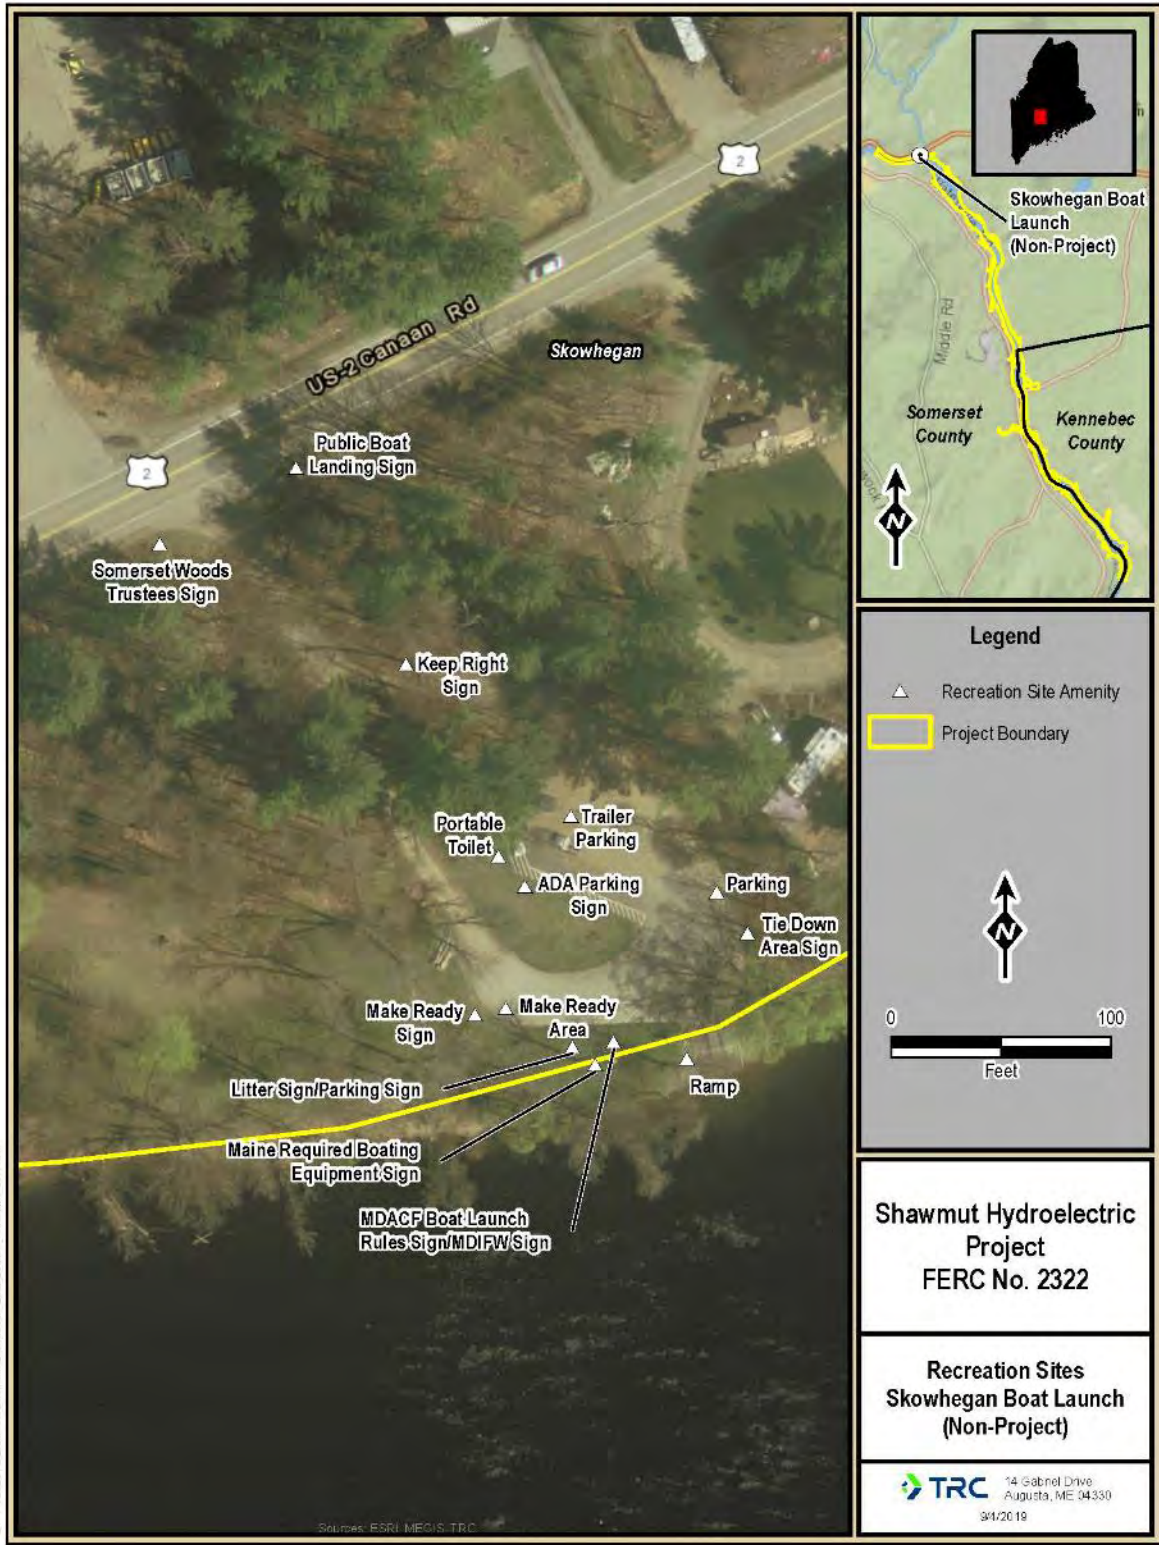 2
US-2 Canaan Rd
Skowhegan
Public Boat
Landing Sign
2
Somerset Woods
Trustees Sign
Keep Right
Sign
Trailer
Parking
Portable
Toilet
ADA Parking
Sign
Parking
Tie Down
Area Sign
Make Ready
Sign
Make Ready
Area
Litter Sign/Parking Sign
Ramp
Maine Required Boating
Equipment Sign
MDACF Boat Launch
Rules Sign/MDIFW Sign
Sources: ESRI, MEGIS, TRC
Skowhegan Boat
Launch
(Non-Project)
Middle Rd
Somerset
County
Kennebec
County
N
Legend
Recreation Site Amenity
Project Boundary
N
0 100
Feet
Shawmut Hydroelectric
Project
FERC No. 2322
Recreation Sites
Skowhegan Boat Launch
(Non-Project)
TRC
14 Gabriel Drive
Augusta, ME 04330
9/4/2019